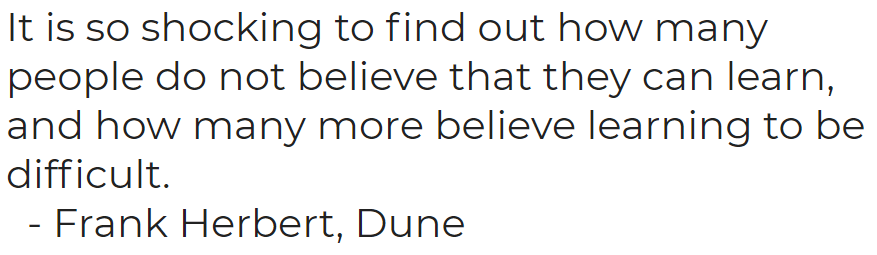 It is so shocking to find out how many
people do not believe that they can learn,
and how many more believe learning to be
difficult.
- Frank Herbert, Dune